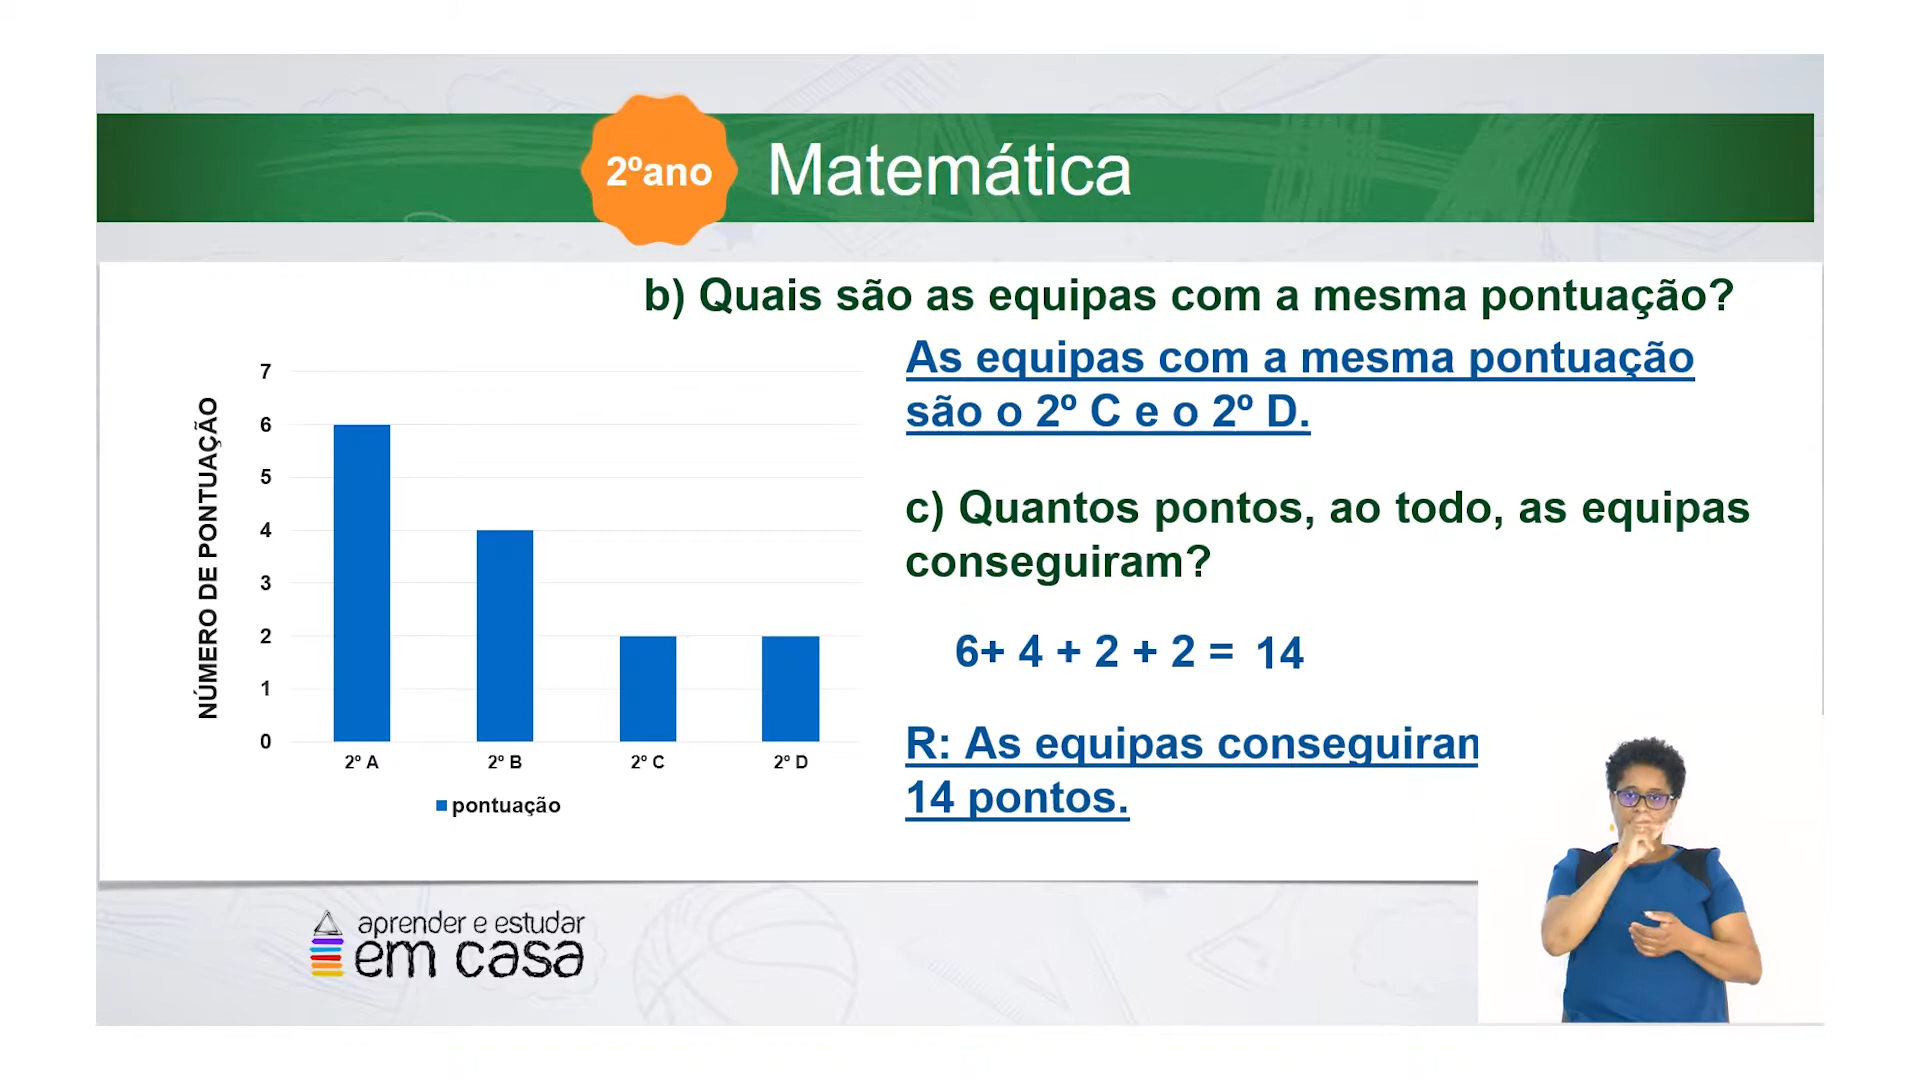 2ºano
Matemática
b) Quais são as equipas com a mesma pontuação?
As equipas com a mesma pontuação
são o 2º C e o 2º D.
NÚMERO DE PONTUAÇÃO
7
6
5
4
3
2
1
0
2º A 2º B 2º C 2º D
pontuação
c) Quantos pontos, ao todo, as equipas
conseguiram?
6+ 4 + 2 + 2 = 14
R: As equipas conseguiran
14 pontos.
aprender e estudar
em casa